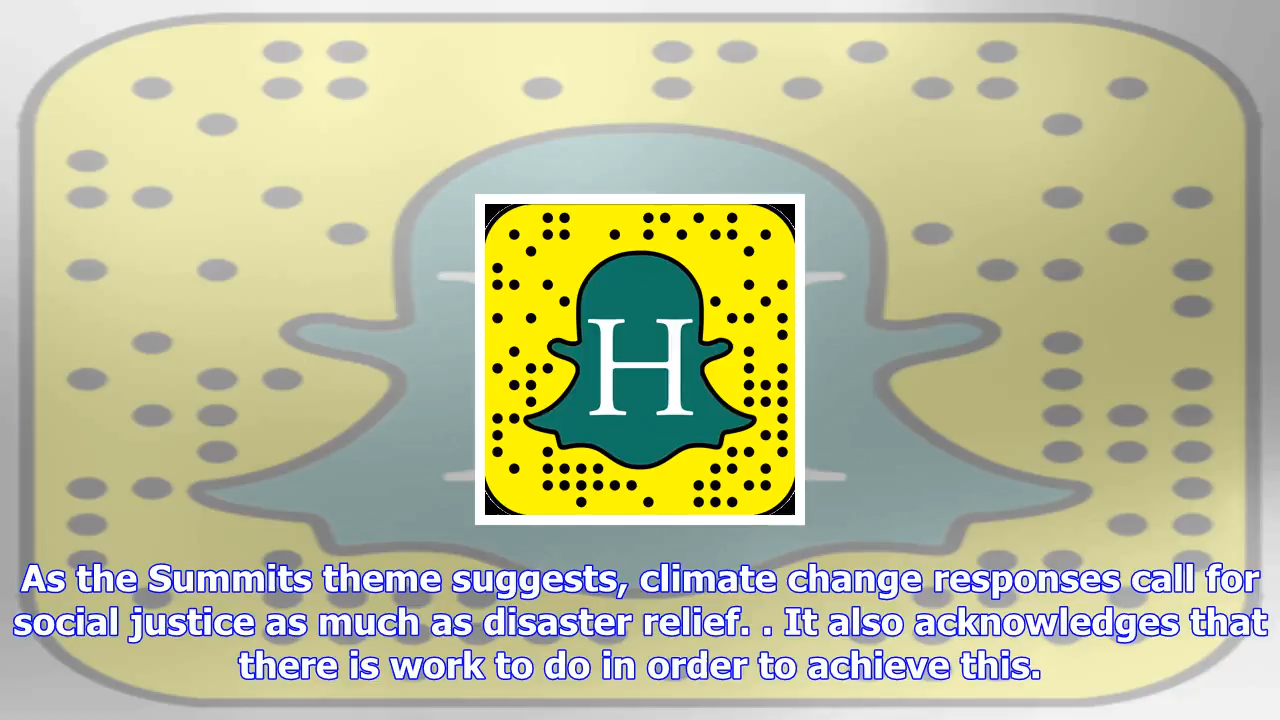 H
As the Summits theme suggests, climate change responses call for
social justice as much as disaster relief. . It also acknowledges that
there is work to do in order to achieve this.